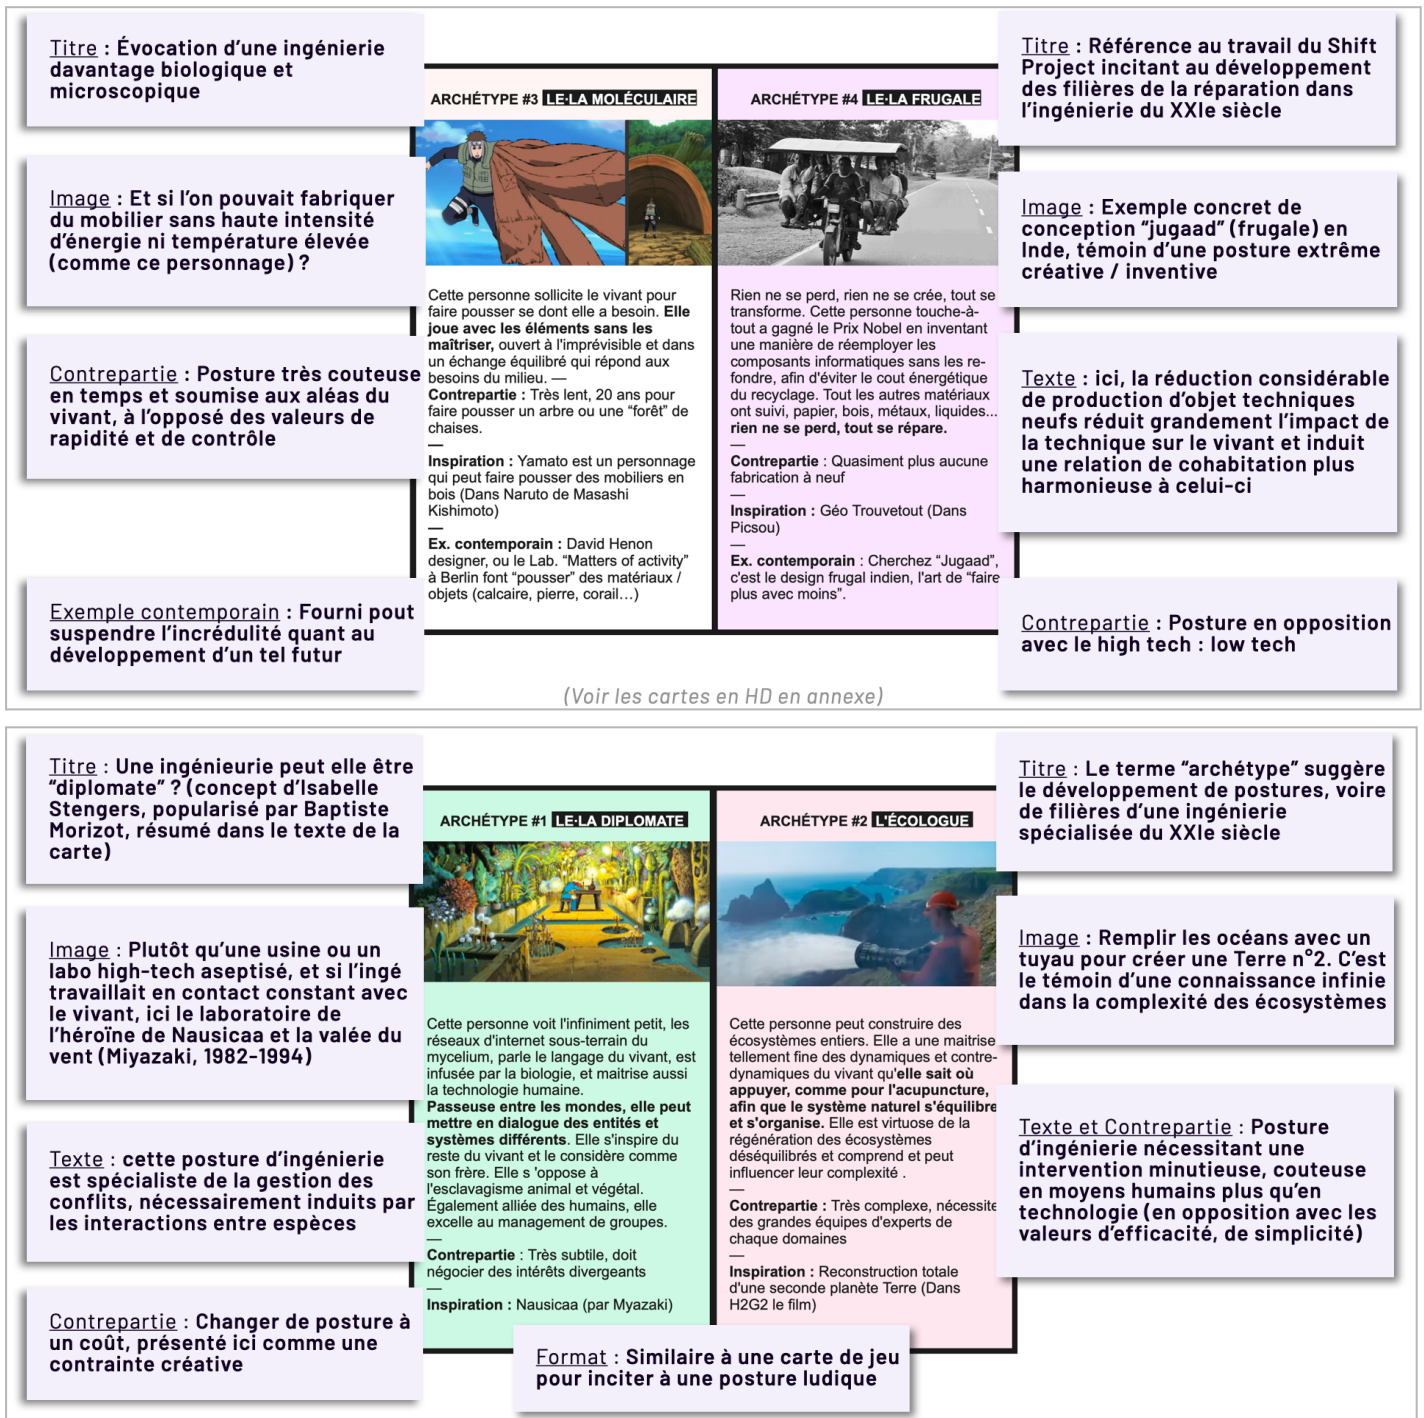 Titre : Évocation d’une ingénierie
davantage biologique et
microscopique
Image : Et si l’on pouvait fabriquer
du mobilier sans haute intensité
d’énergie ni température élevée
(comme ce personnage) ?
Contrepartie : Posture très couteuse
en temps et soumise aux aléas du
vivant, à l’opposé des valeurs de
rapidité et de contrôle
Exemple contemporain : Fourni pout
suspendre l’incrédulité quant au
développement d’un tel futur
ARCHÉTYPE #3 LE·LA MOLÉCULAIRE
Cette personne sollicite le vivant pour
faire pousser se dont elle a besoin. Elle
joue avec les éléments sans les
maîtriser, ouvert à l'imprévisible et dans
un échange équilibré qui répond aux
besoins du milieu. —
Contrepartie : Très lent, 20 ans pour
faire pousser un arbre ou une “forêt” de
chaises.
—
Inspiration : Yamato est un personnage
qui peut faire pousser des mobiliers en
bois (Dans Naruto de Masashi
Kishimoto)
—
Ex. contemporain : David Henon
designer, ou le Lab. “Matters of activity”
à Berlin font “pousser” des matériaux /
objets (calcaire, pierre, corail…)
ARCHÉTYPE #4 LE·LA FRUGALE
Rien ne se perd, rien ne se crée, tout se
transforme. Cette personne touche-à-
tout a gagné le Prix Nobel en inventant
une manière de réemployer les
composants informatiques sans les re-
fondre, afin d'éviter le cout énergétique
du recyclage. Tout les autres matériaux
ont suivi, papier, bois, métaux, liquides...
rien ne se perd, tout se répare.
—
Contrepartie : Quasiment plus aucune
fabrication à neuf
—
Inspiration : Géo Trouvetout (Dans
Picsou)
—
Ex. contemporain : Cherchez “Jugaad”,
c'est le design frugal indien, l'art de “faire
plus avec moins”.
Titre : Référence au travail du Shift
Project incitant au développement
des filières de la réparation dans
l’ingénierie du XXIe siècle
Image : Exemple concret de
conception “jugaad” (frugale) en
Inde, témoin d’une posture extrême
créative / inventive
Texte : ici, la réduction considérable
de production d’objet techniques
neufs réduit grandement l’impact de
la technique sur le vivant et induit
une relation de cohabitation plus
harmonieuse à celui-ci
Contrepartie : Posture en opposition
avec le high tech : low tech
(Voir les cartes en HD en annexe)
Titre : Une ingénieurie peut elle être
“diplomate” ? (concept d’Isabelle
Stengers, popularisé par Baptiste
Morizot, résumé dans le texte de la
carte)
Image : Plutôt qu’une usine ou un
labo high-tech aseptisé, et si l’ingé
travaillait en contact constant avec
le vivant, ici le laboratoire de
l’héroïne de Nausicaa et la valée du
vent (Miyazaki, 1982-1994)
Texte : cette posture d’ingénierie
est spécialiste de la gestion des
conflits, nécessairement induits par
les interactions entre espèces
Contrepartie : Changer de posture à
un coût, présenté ici comme une
contrainte créative
ARCHÉTYPE #1 LE·LA DIPLOMATE
Cette personne voit l'infiniment petit, les
réseaux d'internet sous-terrain du
mycelium, parle le langage du vivant, est
infusée par la biologie, et maitrise aussi
la technologie humaine.
Passeuse entre les mondes, elle peut
mettre en dialogue des entités et
systèmes différents. Elle s'inspire du
reste du vivant et le considère comme
son frère. Elle s 'oppose à
l'esclavagisme animal et végétal.
Également alliée des humains, elle
excelle au management de groupes.
—
Contrepartie : Très subtile, doit
négocier des intérêts divergeants
—
Inspiration : Nausicaa (par Myazaki)
ARCHÉTYPE #2 L'ÉCOLOGUE
Cette personne peut construire des
écosystèmes entiers. Elle a une maitrise
tellement fine des dynamiques et contre-
dynamiques du vivant qu'elle sait où
appuyer, comme pour l'acupuncture,
afin que le système naturel s'équilibre
et s'organise. Elle est virtuose de la
régénération des écosystèmes
déséquilibrés et comprend et peut
influencer leur complexité .
—
Contrepartie : Très complexe, nécessite
des grandes équipes d'experts de
chaque domaines
—
Inspiration : Reconstruction totale
d'une seconde planète Terre (Dans
H2G2 le film)
Titre : Le terme “archétype” suggère
le développement de postures, voire
de filières d’une ingénierie
spécialisée du XXIe siècle
Image : Remplir les océans avec un
tuyau pour créer une Terre n°2. C’est
le témoin d’une connaissance infinie
dans la complexité des écosystèmes
Texte et Contrepartie : Posture
d’ingénierie nécessitant une
intervention minutieuse, couteuse
en moyens humains plus qu’en
technologie (en opposition avec les
valeurs d’efficacité, de simplicité)
Format : Similaire à une carte de jeu
pour inciter à une posture ludique